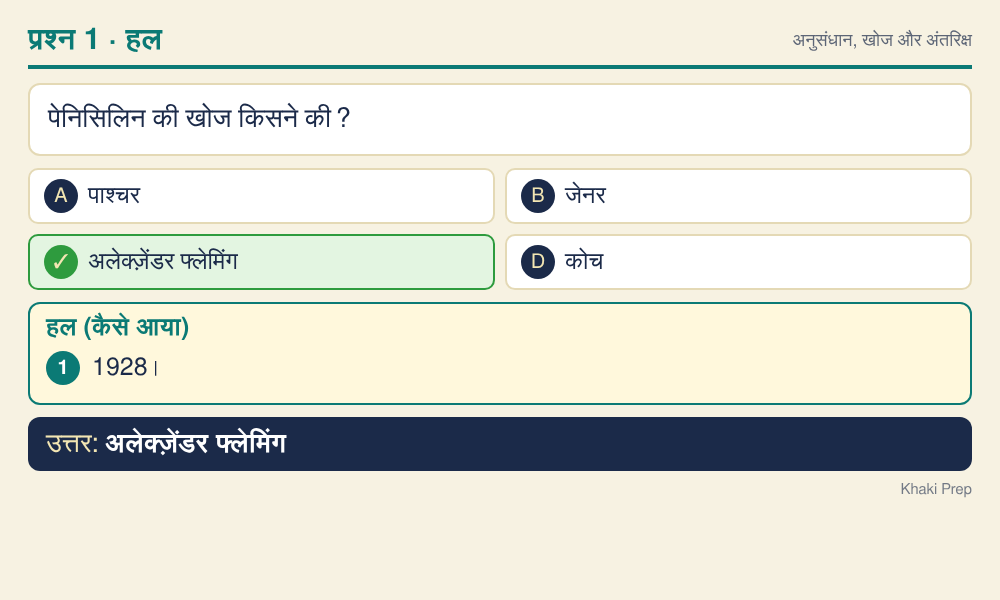 प्रश्न 1 · हल
अनुसंधान, खोज और अंतरिक्ष
पेनिसिलिन की खोज किसने की ?
A पाश्चर
B जेनर
✓ अलेक्ज़ेंडर फ्लेमिंग
D कोच
हल (कैसे आया)
1 1928।
उत्तर: अलेक्ज़ेंडर फ्लेमिंग
Khaki Prep